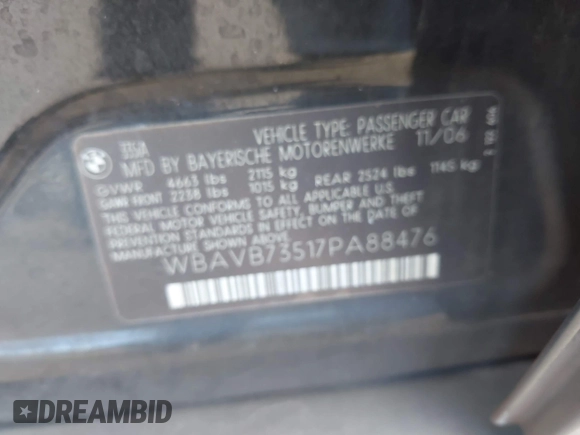 335iA VEHICLE TYPE: PASSENGER CAR
MFD BY BAYERISCHE MOTORENWERKE 11/06
GVWR 4663 lbs 2115 kg
GAWR FRONT 2238 lbs 1015 kg REAR 2524 lbs 1145 kg
THIS VEHICLE CONFORMS TO ALL APPLICABLE
FEDERAL MOTOR VEHICLE SAFETY, BUMPER AND THEFT
PREVENTION STANDARDS IN EFFECT ON THE DATE OF
MANUFACTURE SHOWN ABOVE.
WBAVB73517PA88476
DREAMBID